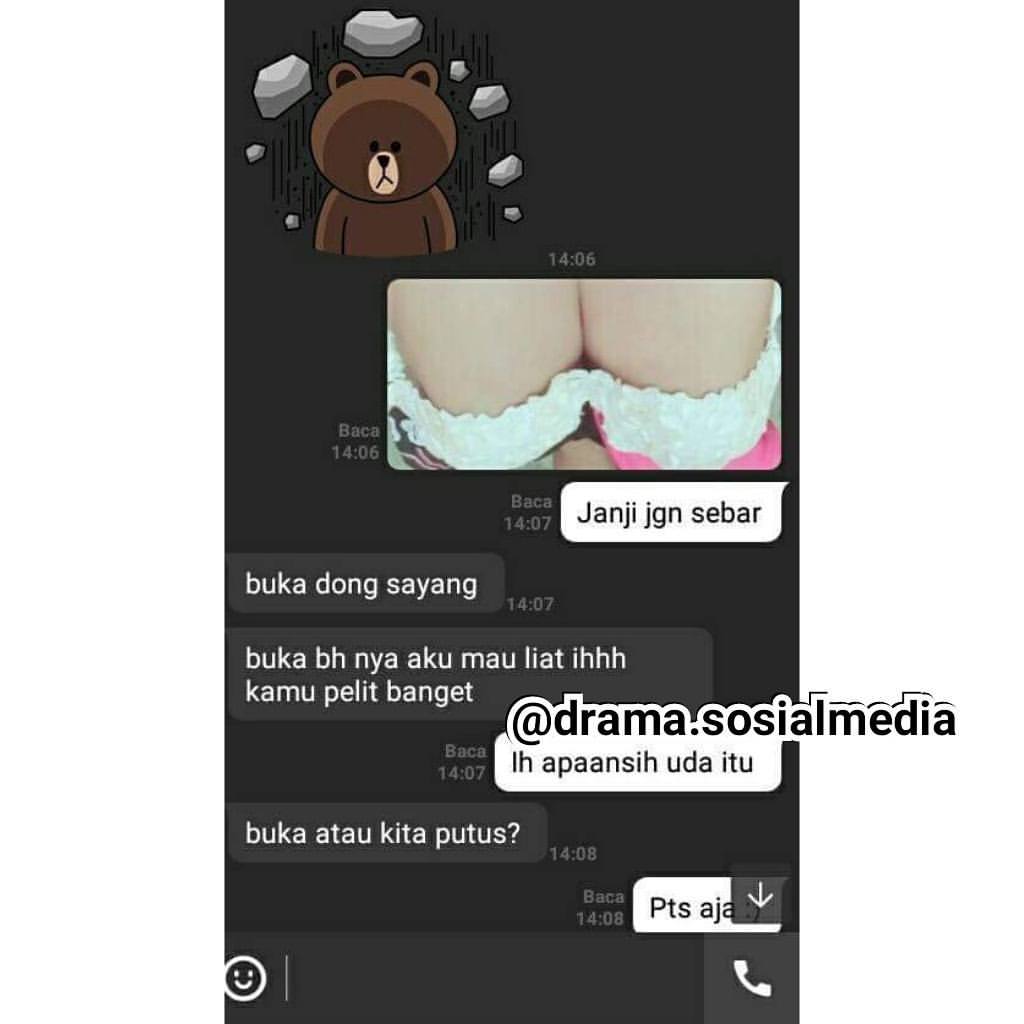 14:06
Baca
14:06
Baca
14:07
Janji jgn sebar
buka dong sayang
14:07
buka bh nya aku mau liat ihhh
kamu pelit banget
@drama.sosialmedia
Baca
14:07
Ih apaansih uda itu
buka atau kita putus?
14:08
Baca
14:08
Pts aja :)